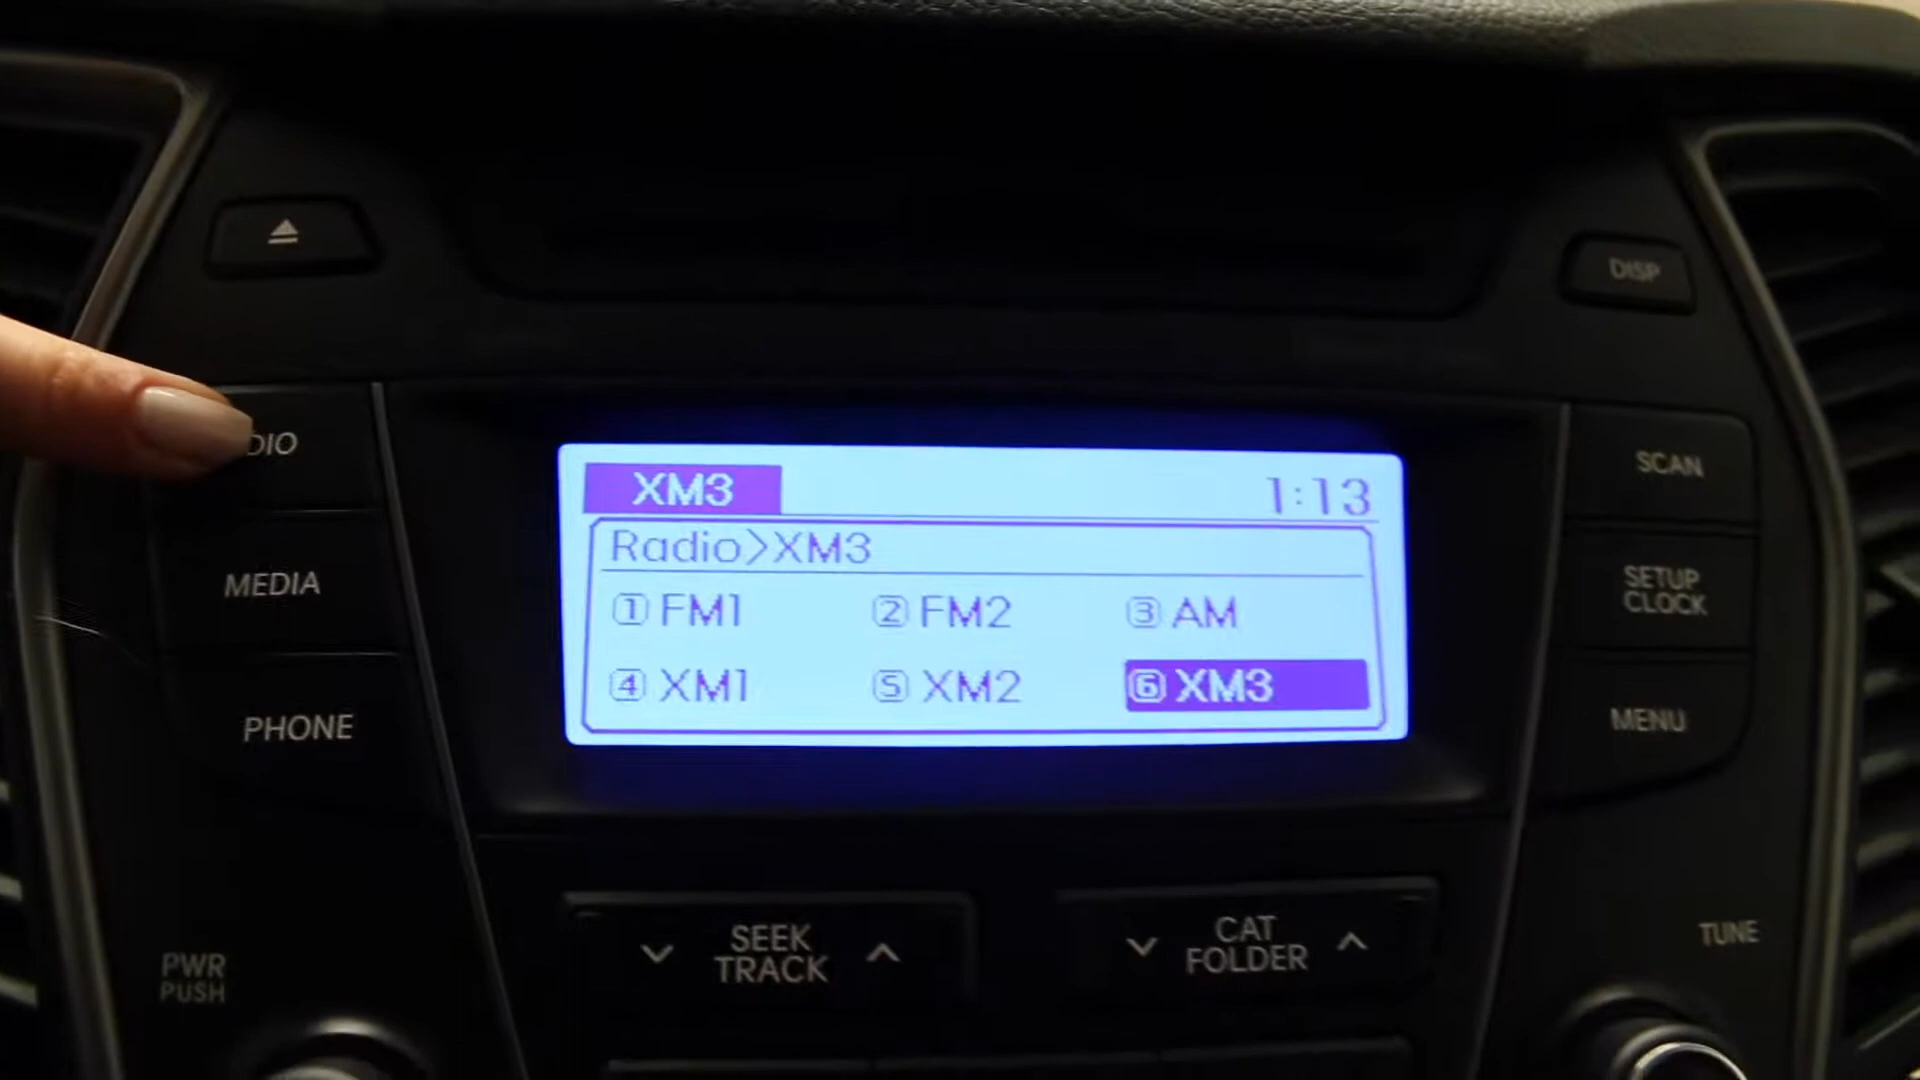 DISP
DIO
MEDIA
PHONE
XM3 1:13
Radio>XM3
① FM1 ② FM2 ③ AM
④ XM1 ⑤ XM2 ⑥ XM3
SCAN
SETUP
CLOCK
MENU
PWR
PUSH
SEEK
TRACK
CAT
FOLDER
TUNE